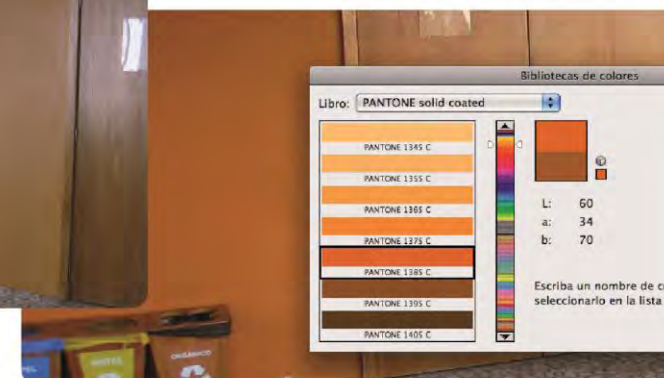 Bibliotecas de colores
Libro: PANTONE solid coated
PANTONE 1345 C
PANTONE 1355 C
PANTONE 1365 C
PANTONE 1375 C
PANTONE 1385 C
PANTONE 1395 C
PANTONE 1405 C
L: 60
a: 34
b: 70
Escriba un nombre de c
seleccionarlo en la lista
ORGÁNICO